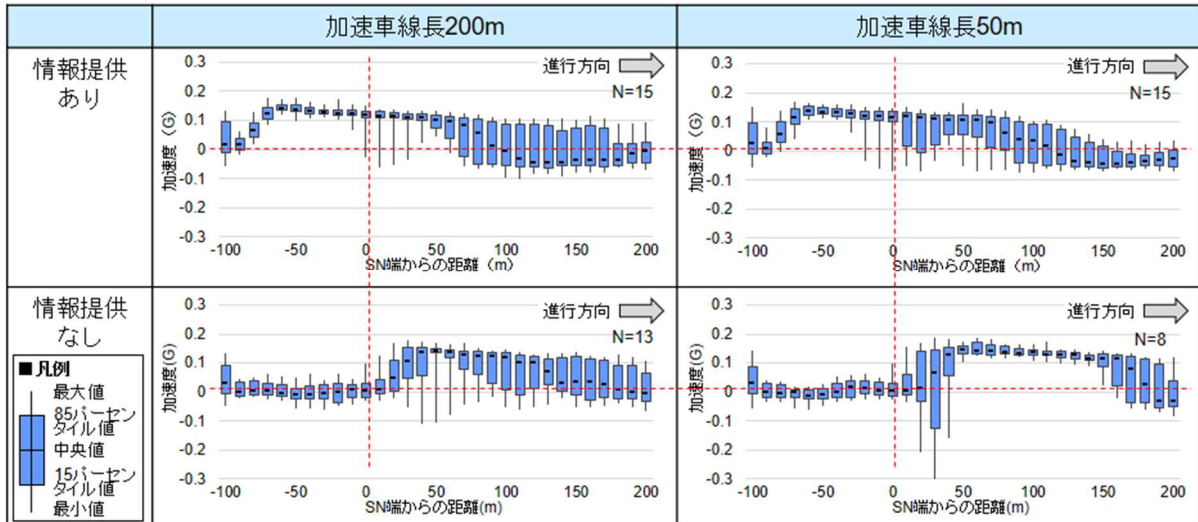 加速車線長200m
加速車線長50m
情報提供
あり
0.3
0.2
0.1
0
-0.1
-0.2
-0.3
加速度（G）
進行方向
N=15
-100 -50 0 50 100 150 200
SN端からの距離（m）
0.3
0.2
0.1
0
-0.1
-0.2
-0.3
加速度（G）
進行方向
N=15
-100 -50 0 50 100 150 200
SN端からの距離（m）
情報提供
なし
■凡例
最大値
85パーセン
タイル値
中央値
15パーセン
タイル値
最小値
0.3
0.2
0.1
0
-0.1
-0.2
-0.3
加速度(G)
進行方向
N=13
-100 -50 0 50 100 150 200
SN端からの距離(m)
0.3
0.2
0.1
0
-0.1
-0.2
-0.3
加速度(G)
進行方向
N=8
-100 -50 0 50 100 150 200
SN端からの距離(m)